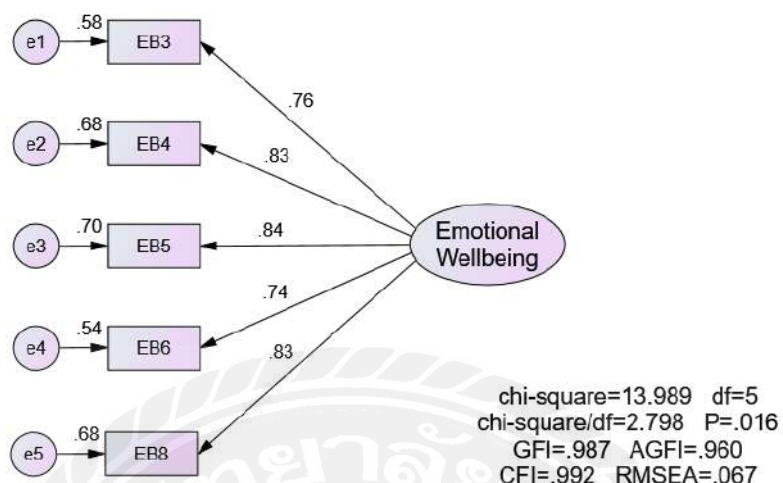 .58
e1
EB3
.76
.68
e2
EB4
.83
.70
e3
EB5
.84
Emotional
Wellbeing
.54
e4
EB6
.74
.83
.68
e5
EB8
chi-square=13.989 df=5
chi-square/df=2.798 P=.016
GFI=.987 AGFI=.960
CFI=.992 RMSEA=.067